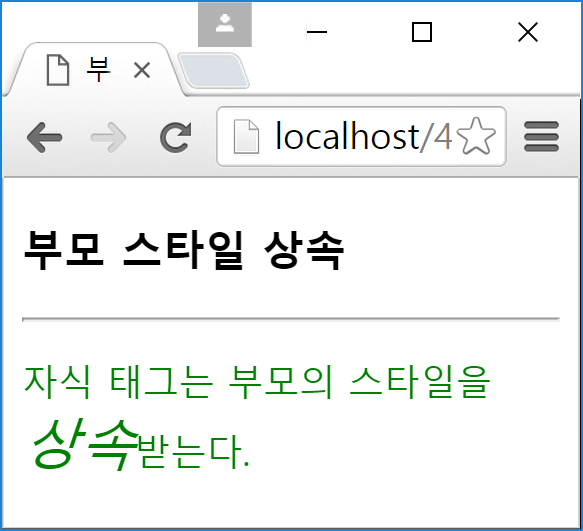 부
localhost/4
부모 스타일 상속
자식 태그는 부모의 스타일을
상속받는다.